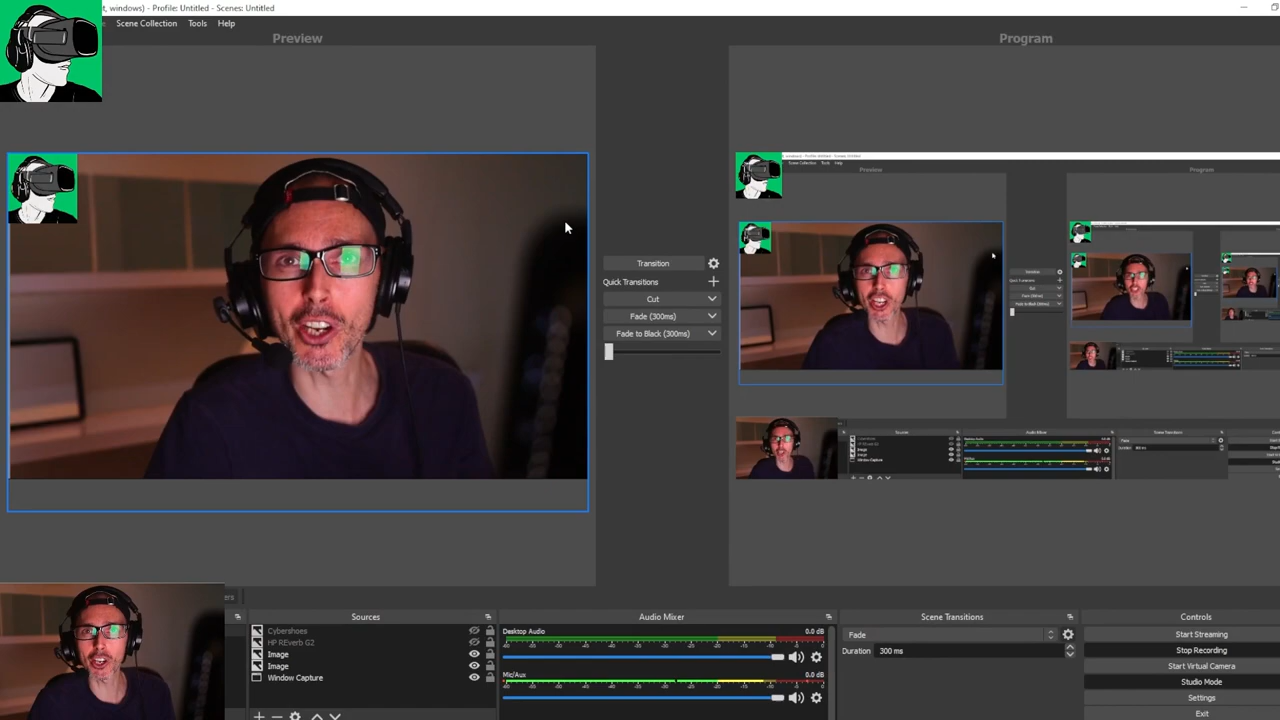 t, windows) - Profile: Untitled - Scenes: Untitled
Scene Collection Tools Help
Preview
Program
Transition
Quick Transitions
Cut
Fade (300ms)
Fade to Black (300ms)
Sources
Cybershoes
HP REverb G2
Image
Image
Window Capture
Audio Mixer
Desktop Audio 0.0 dB
Mic/Aux 0.0 dB
Scene Transitions
Fade
Duration 300 ms
Controls
Start Streaming
Stop Recording
Start Virtual Camera
Studio Mode
Settings
Exit